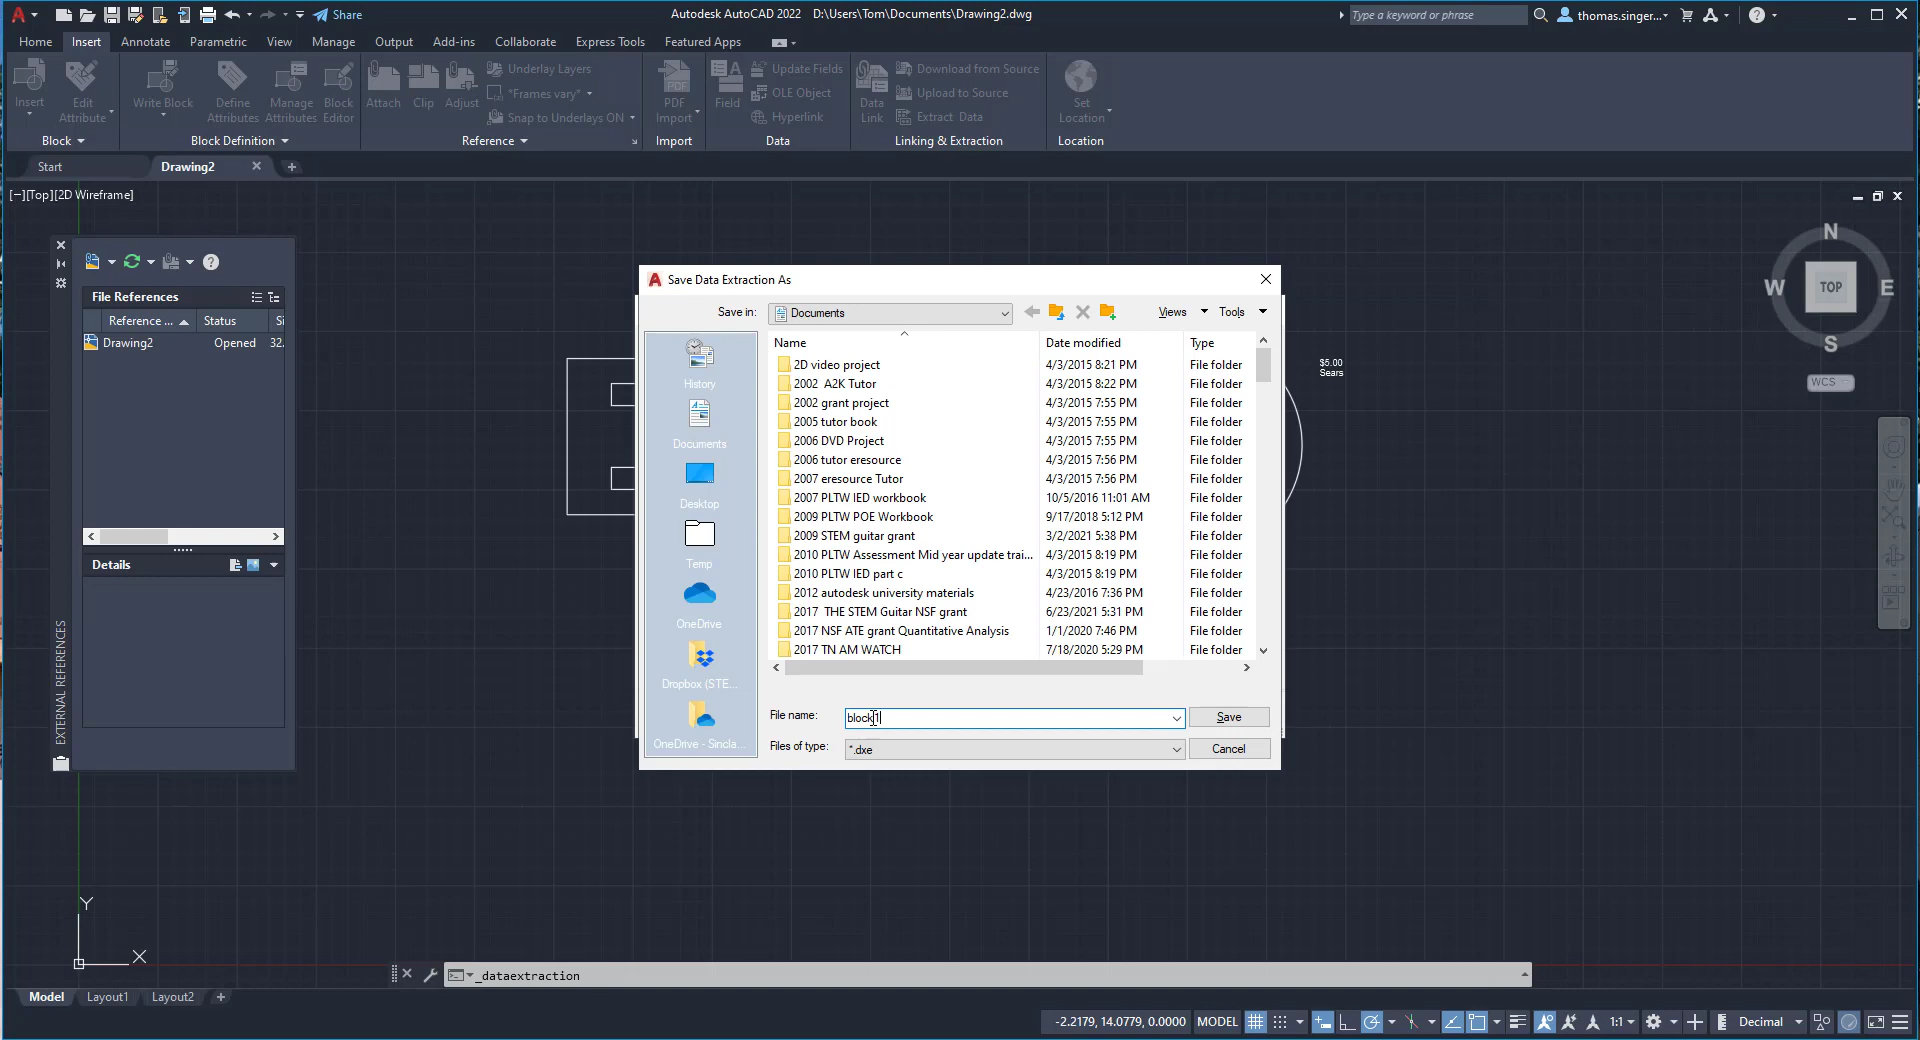 Share
Autodesk AutoCAD 2022 D:\Users\Tom\Documents\Drawing2.dwg
Type a keyword or phrase
thomas.singer...
Home Insert Annotate Parametric View Manage Output Add-ins Collaborate Express Tools Featured Apps
Insert
Edit Attribute
Write Block
Define Attributes
Manage Attributes
Block Editor
Attach
Clip
Adjust
Underlay Layers
*Frames vary*
Snap to Underlays ON
PDF Import
Field
Update Fields
OLE Object
Hyperlink
Data Link
Download from Source
Upload to Source
Extract Data
Set Location
Block Block Definition Reference Import Data Linking & Extraction Location
Start Drawing2
[−][Top][2D Wireframe]
File References
Reference ... Status Si
Drawing2 Opened 32.
Details
EXTERNAL REFERENCES
Save Data Extraction As
Save in: Documents Views Tools
Name Date modified Type
2D video project 4/3/2015 8:21 PM File folder
2002 A2K Tutor 4/3/2015 8:22 PM File folder
2002 grant project 4/3/2015 7:55 PM File folder
2005 tutor book 4/3/2015 7:55 PM File folder
2006 DVD Project 4/3/2015 7:55 PM File folder
2006 tutor eresource 4/3/2015 7:56 PM File folder
2007 eresource Tutor 4/3/2015 7:56 PM File folder
2007 PLTW IED workbook 10/5/2016 11:01 AM File folder
2009 PLTW POE Workbook 9/17/2018 5:12 PM File folder
2009 STEM guitar grant 3/2/2021 5:38 PM File folder
2010 PLTW Assessment Mid year update trai... 4/3/2015 8:19 PM File folder
2010 PLTW IED part c 4/3/2015 8:19 PM File folder
2012 autodesk university materials 4/23/2016 7:36 PM File folder
2017 THE STEM Guitar NSF grant 6/23/2021 5:31 PM File folder
2017 NSF ATE grant Quantitative Analysis 1/1/2020 7:46 PM File folder
2017 TN AM WATCH 7/18/2020 5:29 PM File folder
History
Documents
Desktop
Temp
OneDrive
Dropbox (STE...
OneDrive - Sincla...
File name: block1 Save
Files of type: *.dxe Cancel
$5.00
Sears
N
W TOP E
S
WCS
Y
X
_dataextraction
Model Layout1 Layout2
-2.2179, 14.0779, 0.0000 MODEL 1:1 Decimal